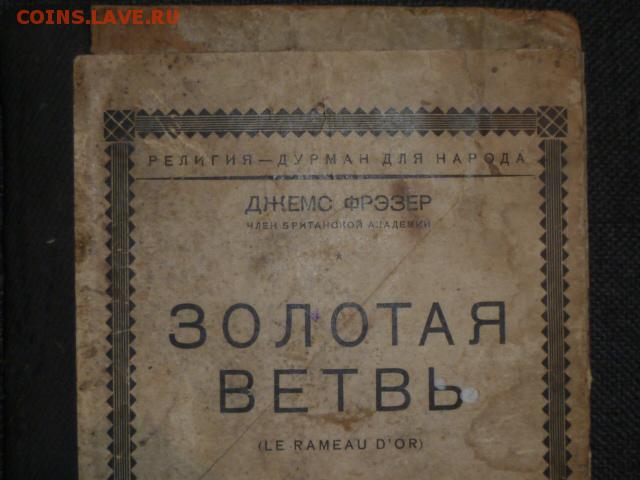 COINS.LAVE.RU
РЕЛИГИЯ — ДУРМАН ДЛЯ НАРОДА
ДЖЕМС ФРЭЗЕР
ЧЛЕН БРИТАНСКОЙ АКАДЕМИИ
ЗОЛОТАЯ
ВЕТВЬ
(LE RAMEAU D'OR)